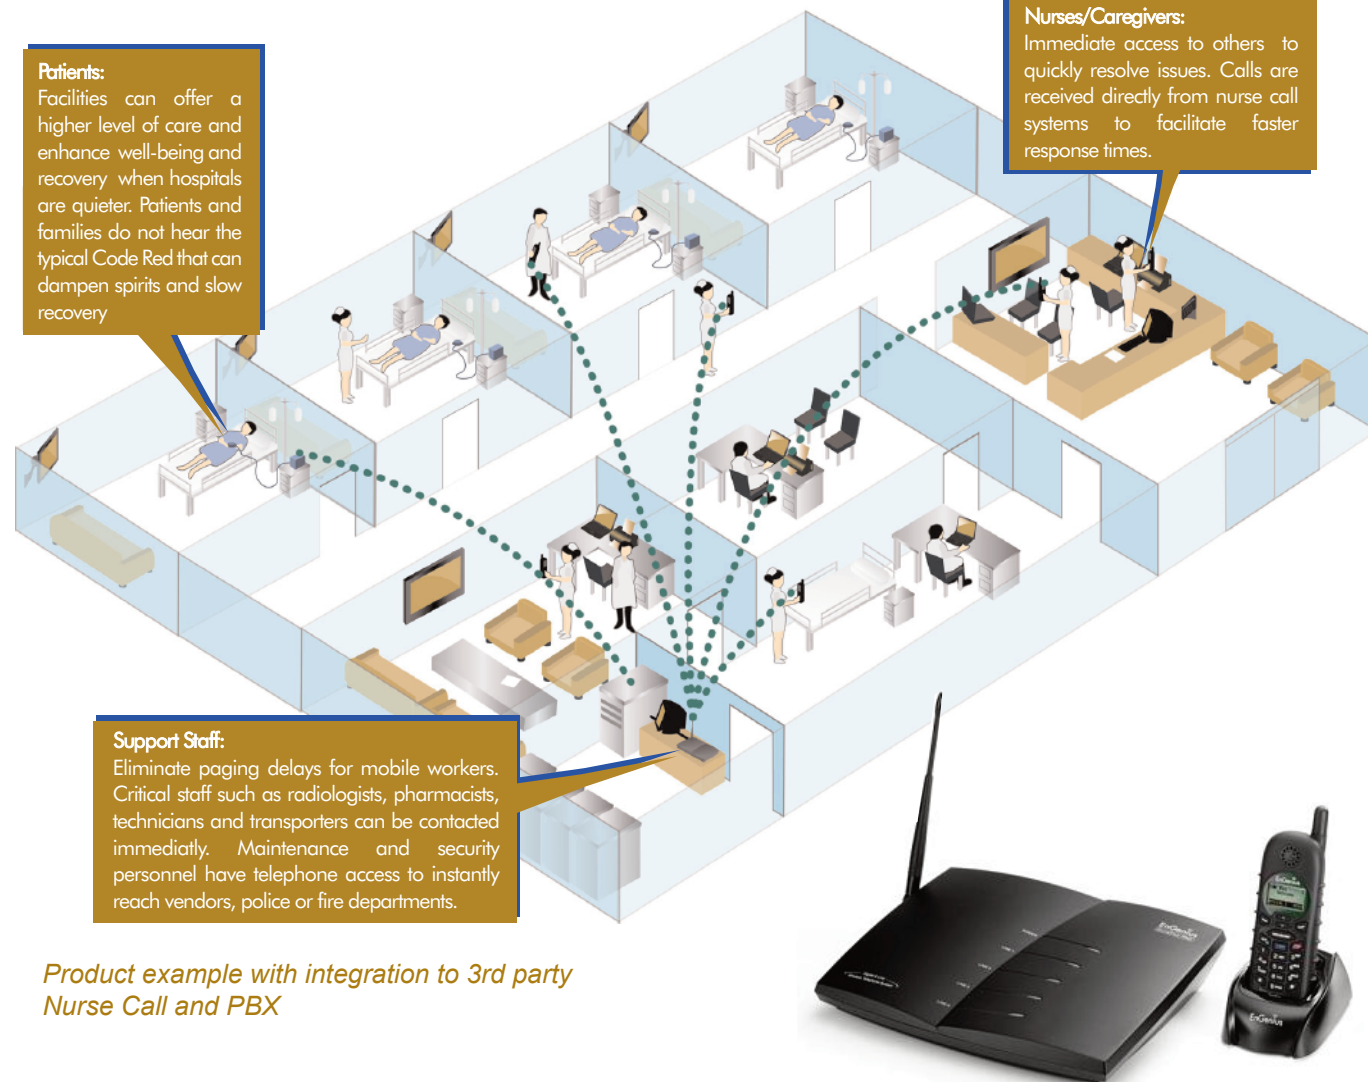 Patients:
Facilities can offer a
higher level of care and
enhance well-being and
recovery when hospitals
are quieter. Patients and
families do not hear the
typical Code Red that can
dampen spirits and slow
recovery
Nurses/Caregivers:
Immediate access to others to
quickly resolve issues. Calls are
received directly from nurse call
systems to facilitate faster
response times.
Support Staff:
Eliminate paging delays for mobile workers.
Critical staff such as radiologists, pharmacists,
technicians and transporters can be contacted
immediatly. Maintenance and security
personnel have telephone access to instantly
reach vendors, police or fire departments.
Product example with integration to 3rd party
Nurse Call and PBX
EnGenius
EnGenius
EnGenius